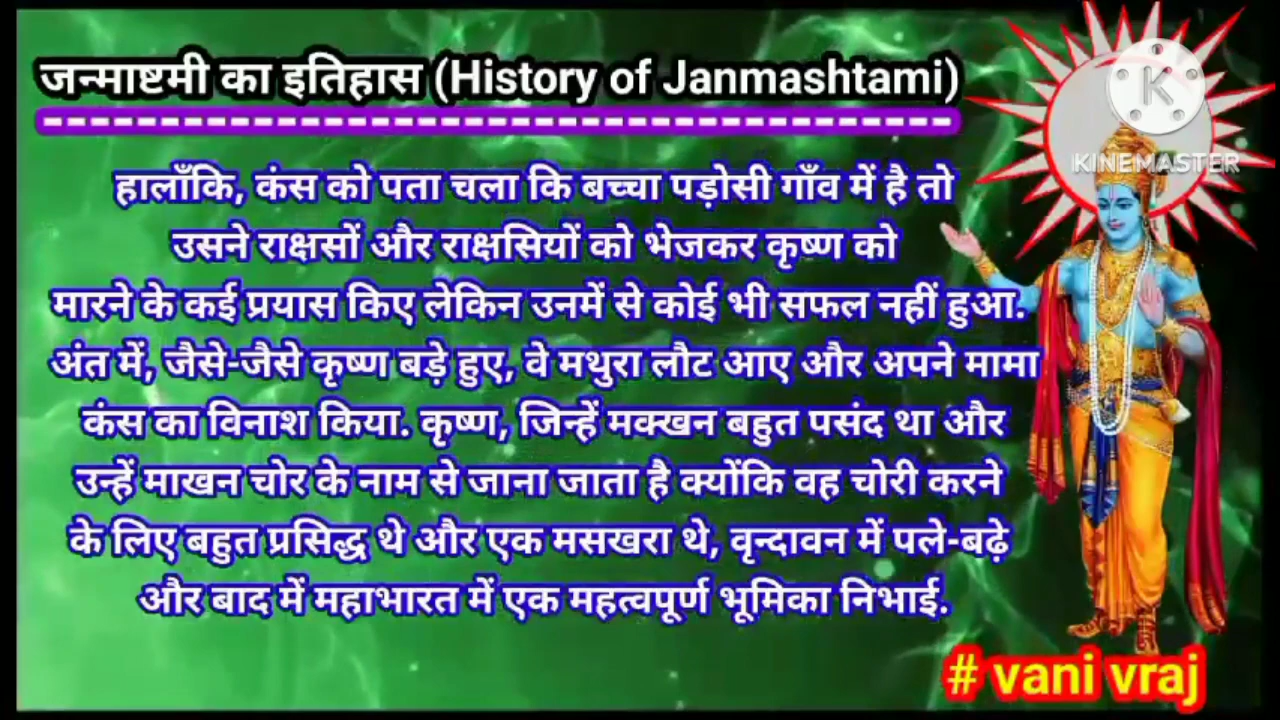 जन्माष्टमी का इतिहास (History of Janmashtami)
हालाँकि, कंस को पता चला कि बच्चा पड़ोसी गाँव में है तो
उसने राक्षसों और राक्षसियों को भेजकर कृष्ण को
मारने के कई प्रयास किए लेकिन उनमें से कोई भी सफल नहीं हुआ.
अंत में, जैसे-जैसे कृष्ण बड़े हुए, वे मथुरा लौट आए और अपने मामा
कंस का विनाश किया. कृष्ण, जिन्हें मक्खन बहुत पसंद था और
उन्हें माखन चोर के नाम से जाना जाता है क्योंकि वह चोरी करने
के लिए बहुत प्रसिद्ध थे और एक मसखरा थे, वृन्दावन में पले-बढ़े
और बाद में महाभारत में एक महत्वपूर्ण भूमिका निभाई.
K
KINEMASTER
# vani vraj